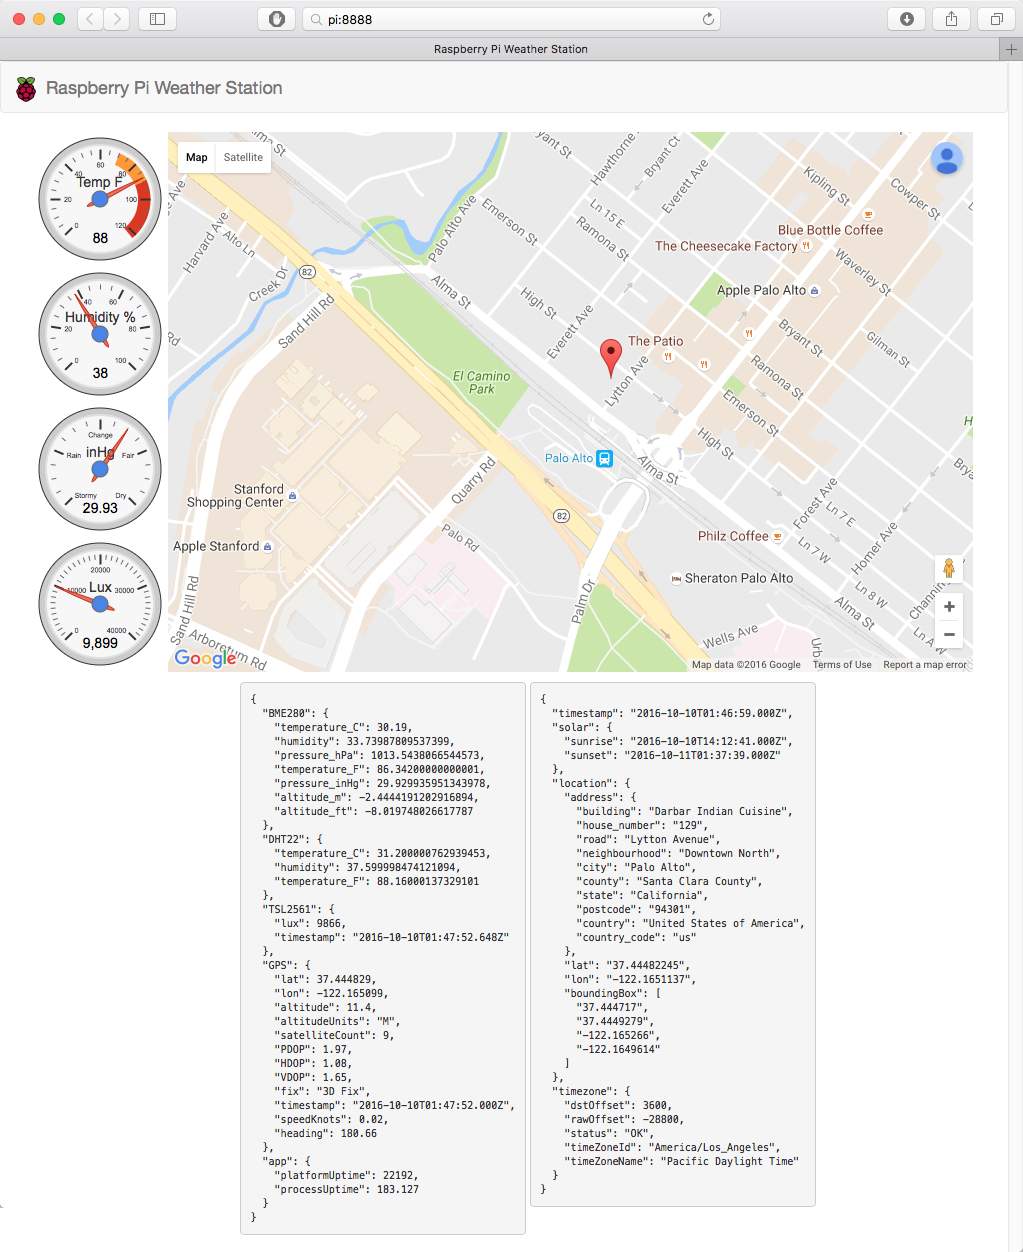 pi:8888
Raspberry Pi Weather Station
Raspberry Pi Weather Station
Temp F
0
20
40
60
80
100
120
88
Humidity %
0
20
40
60
80
100
38
inHg
Stormy
Rain
Change
Fair
Dry
29.93
Lux
0
10000
20000
30000
40000
9,899
Map
Satellite
Alma St
Bryant St
Hawthorne Ave
Bryant Ct
Everett Ave
Kipling St
Cowper St
Ln 15 E
Ramona St
Emerson St
Palo Alto Ave
Harvard Ave
Alto Ln
Creek Dr
82
Sand Hill Rd
Alma St
High St
Everett Ave
Blue Bottle Coffee
The Cheesecake Factory
Waverley St
Apple Palo Alto
Bryant St
Gilman St
The Patio
Lytton Ave
Ramona St
Emerson St
El Camino
Park
High St
Palo Alto
Alma St
Quarry Rd
Stanford
Shopping Center
82
Forest Ave
Ln 7 E
Philz Coffee
Ln 7 W
Homer Ave
Apple Stanford
Palo Rd
Sheraton Palo Alto
Palm Dr
Ln 8 W
Alma St
Sand Hill Rd
Arboretum Rd
Wells Ave
+
−
Google
Map data ©2016 Google
Terms of Use
Report a map error
{
"BME280": {
"temperature_C": 30.19,
"humidity": 33.73987809537399,
"pressure_hPa": 1013.5438066544573,
"temperature_F": 86.34200000000001,
"pressure_inHg": 29.929935951343978,
"altitude_m": -2.4444191202916894,
"altitude_ft": -8.019748026617787
},
"DHT22": {
"temperature_C": 31.200000762939453,
"humidity": 37.599998474121094,
"temperature_F": 88.16000137329101
},
"TSL2561": {
"lux": 9866,
"timestamp": "2016-10-10T01:47:52.648Z"
},
"GPS": {
"lat": 37.444829,
"lon": -122.165099,
"altitude": 11.4,
"altitudeUnits": "M",
"satelliteCount": 9,
"PDOP": 1.97,
"HDOP": 1.08,
"VDOP": 1.65,
"fix": "3D Fix",
"timestamp": "2016-10-10T01:47:52.000Z",
"speedKnots": 0.02,
"heading": 180.66
},
"app": {
"platformUptime": 22192,
"processUptime": 183.127
}
}
{
"timestamp": "2016-10-10T01:46:59.000Z",
"solar": {
"sunrise": "2016-10-10T14:12:41.000Z",
"sunset": "2016-10-11T01:37:39.000Z"
},
"location": {
"address": {
"building": "Darbar Indian Cuisine",
"house_number": "129",
"road": "Lytton Avenue",
"neighbourhood": "Downtown North",
"city": "Palo Alto",
"county": "Santa Clara County",
"state": "California",
"postcode": "94301",
"country": "United States of America",
"country_code": "us"
},
"lat": "37.44482245",
"lon": "-122.1651137",
"boundingBox": [
"37.444717",
"37.4449279",
"-122.165266",
"-122.1649614"
]
},
"timezone": {
"dstOffset": 3600,
"rawOffset": -28800,
"status": "OK",
"timeZoneId": "America/Los_Angeles",
"timeZoneName": "Pacific Daylight Time"
}
}